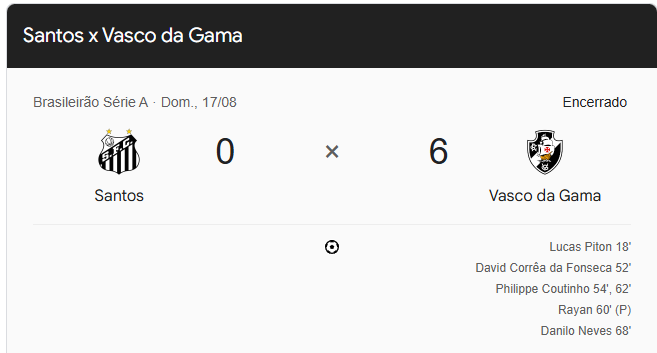 Santos x Vasco da Gama
Brasileirão Série A · Dom., 17/08 Encerrado
0 × 6
Santos Vasco da Gama
Lucas Piton 18'
David Corrêa da Fonseca 52'
Philippe Coutinho 54', 62'
Rayan 60' (P)
Danilo Neves 68'